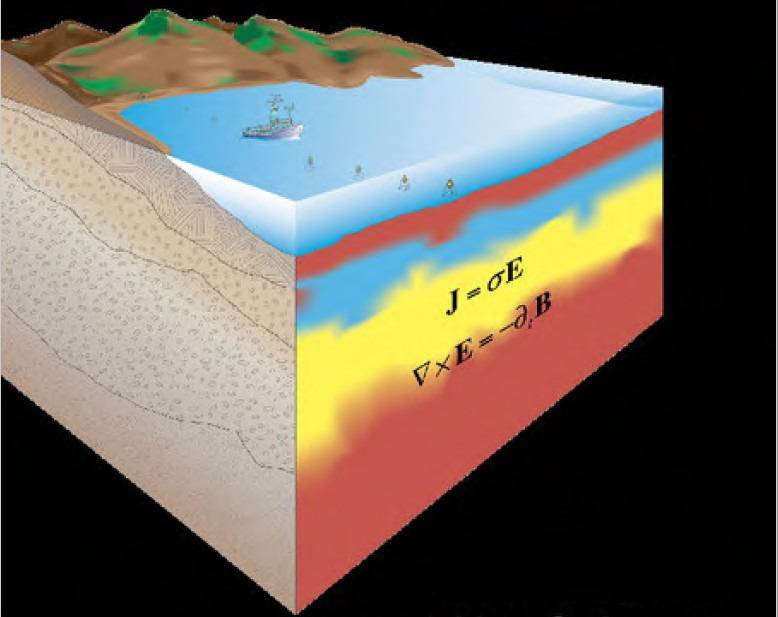 J = σE
∇×E = −∂ₜB